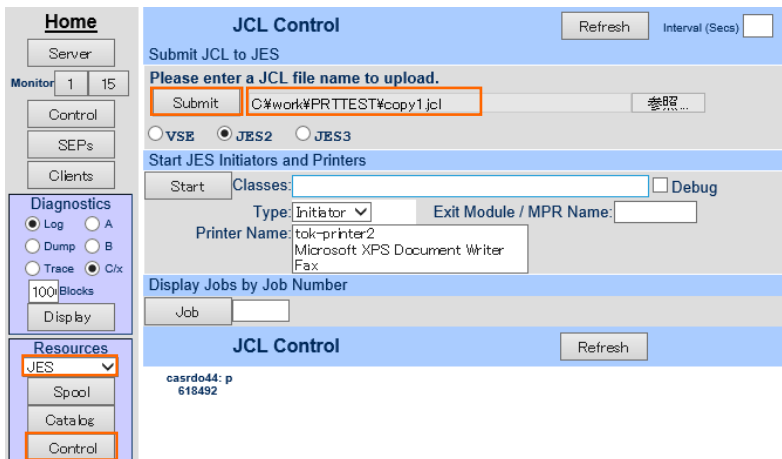 Home
Server
Monitor 1 15
Control
SEPs
Clients
Diagnostics
Log A
Dump B
Trace C/x
100 Blocks
Display
Resources
JES
Spool
Catalog
Control
JCL Control Refresh Interval (Secs)
Submit JCL to JES
Please enter a JCL file name to upload.
Submit C¥work¥PRTTEST¥copy1.jcl 参照...
VSE JES2 JES3
Start JES Initiators and Printers
Start Classes: Debug
Type: Initiator Exit Module / MPR Name:
Printer Name: tok-printer2
Microsoft XPS Document Writer
Fax
Display Jobs by Job Number
Job
JCL Control Refresh
casrdo44: p
618492